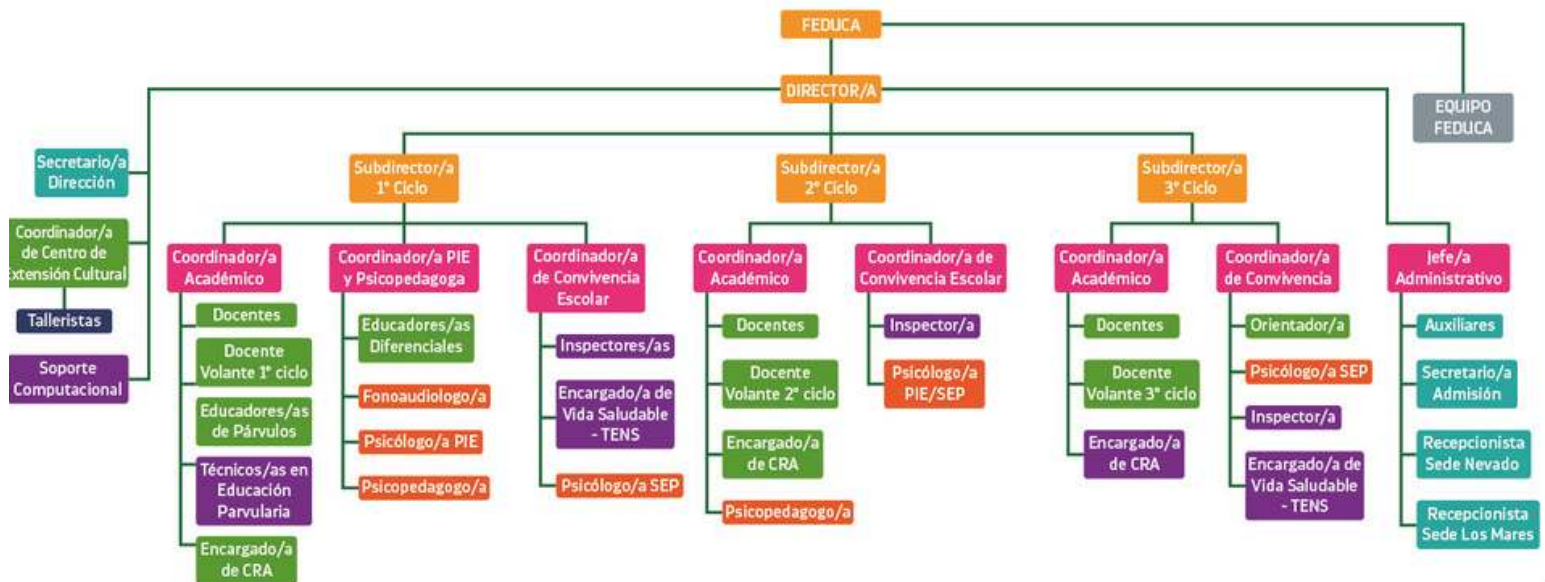 FEDUCA
DIRECTOR/A
EQUIPO
FEDUCA
Secretario/a
Dirección
Coordinador/a
de Centro de
Extensión Cultural
Talleristas
Soporte
Computacional
Subdirector/a
1° Ciclo
Coordinador/a
Académico
Docentes
Docente
Volante 1° ciclo
Educadores/as
de Párvulos
Técnicos/as en
Educación
Parvularia
Encargado/a
de CRA
Coordinador/a PIE
y Psicopedagoga
Educadores/as
Diferenciales
Fonoaudiologo/a
Psicólogo/a PIE
Psicopedagogo/a
Coordinador/a
de Convivencia
Escolar
Inspectores/as
Encargado/a de
Vida Saludable
- TENS
Psicólogo/a SEP
Subdirector/a
2° Ciclo
Coordinador/a
Académico
Docentes
Docente
Volante 2° ciclo
Encargado/a
de CRA
Psicopedagogo/a
Coordinador/a de
Convivencia Escolar
Inspector/a
Psicólogo/a
PIE/SEP
Subdirector/a
3° Ciclo
Coordinador/a
Académico
Docentes
Docente
Volante 3° ciclo
Encargado/a
de CRA
Coordinador/a
de Convivencia
Orientador/a
Psicólogo/a SEP
Inspector/a
Encargado/a de
Vida Saludable
- TENS
Jefe/a
Administrativo
Auxiliares
Secretario/a
Admisión
Recepcionista
Sede Nevado
Recepcionista
Sede Los Mares